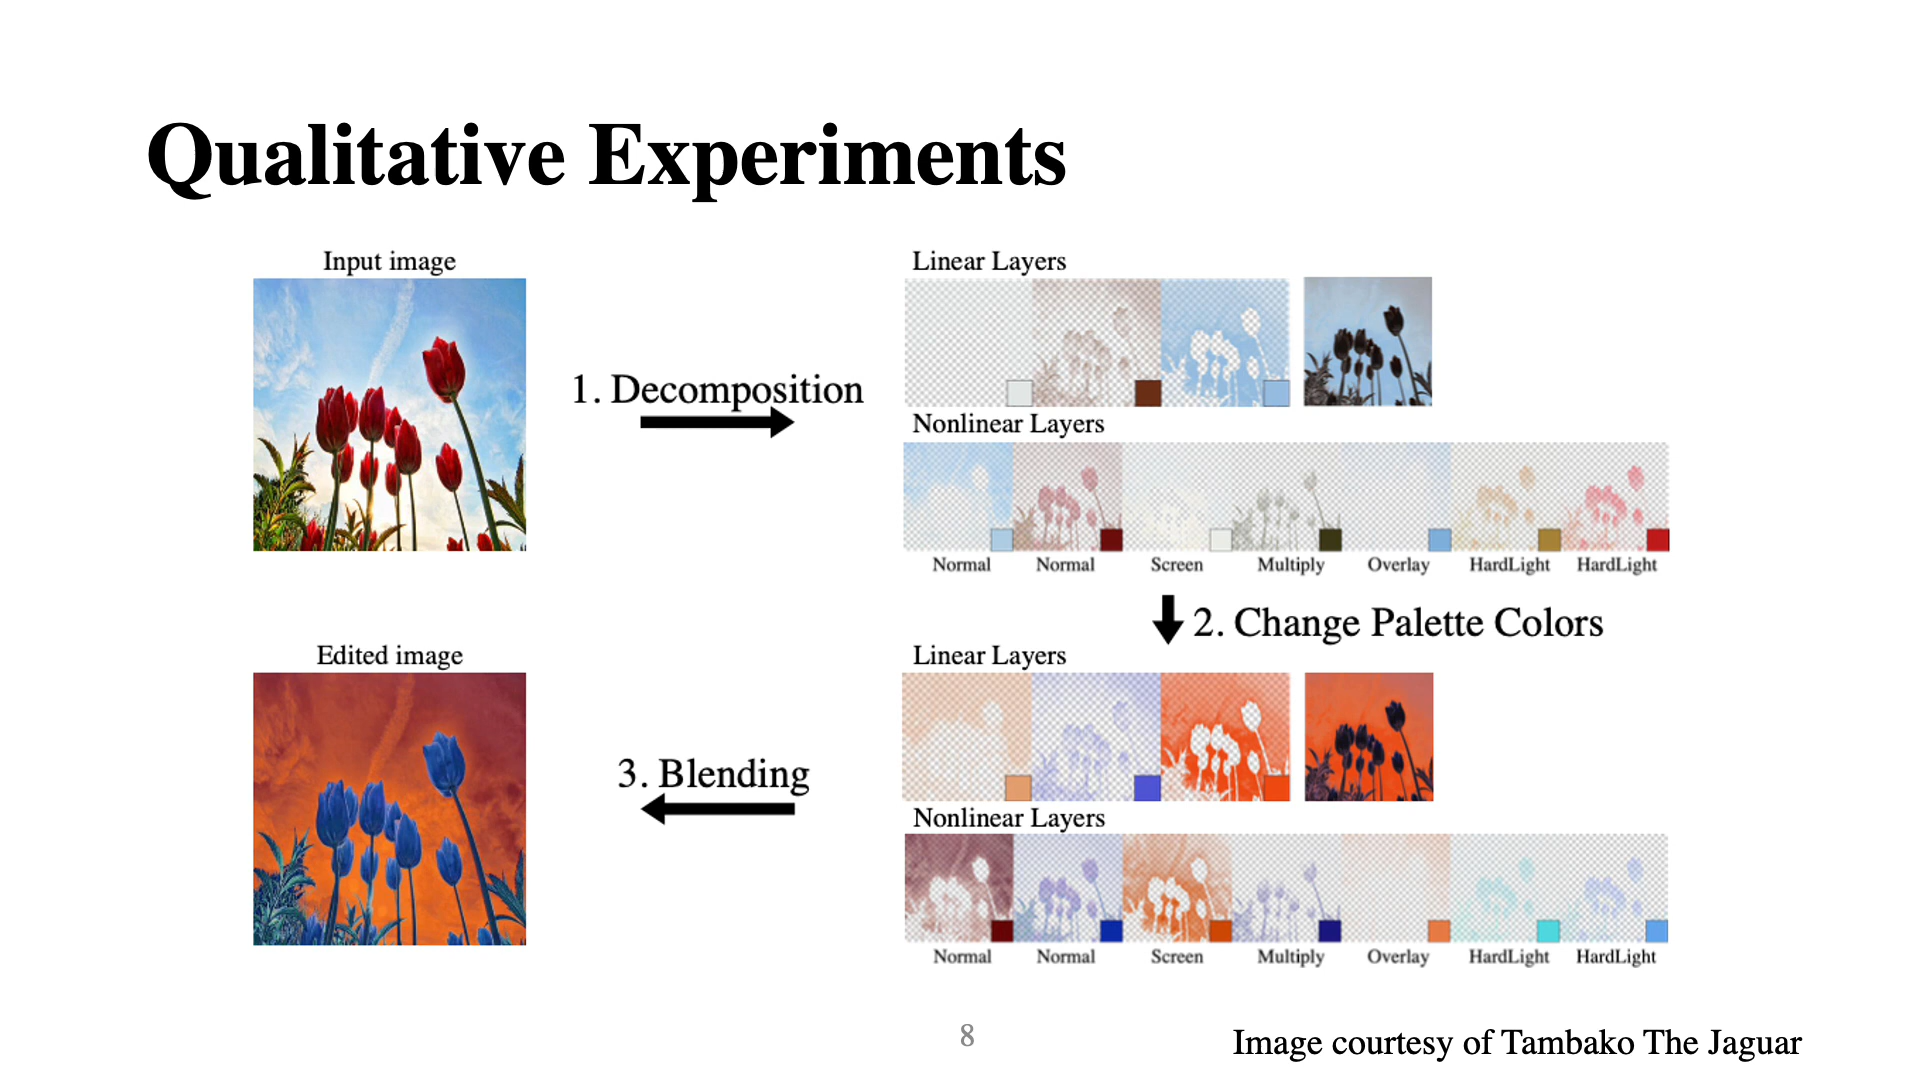 Qualitative Experiments
Input image
1. Decomposition
Linear Layers
Nonlinear Layers
Normal Normal Screen Multiply Overlay HardLight HardLight
2. Change Palette Colors
Linear Layers
Nonlinear Layers
Normal Normal Screen Multiply Overlay HardLight HardLight
3. Blending
Edited image
8
Image courtesy of Tambako The Jaguar